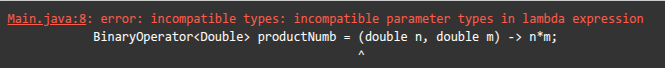 Main.java:8: error: incompatible types: incompatible parameter types in lambda expression
BinaryOperator<Double> productNumb = (double n, double m) -> n*m;
^